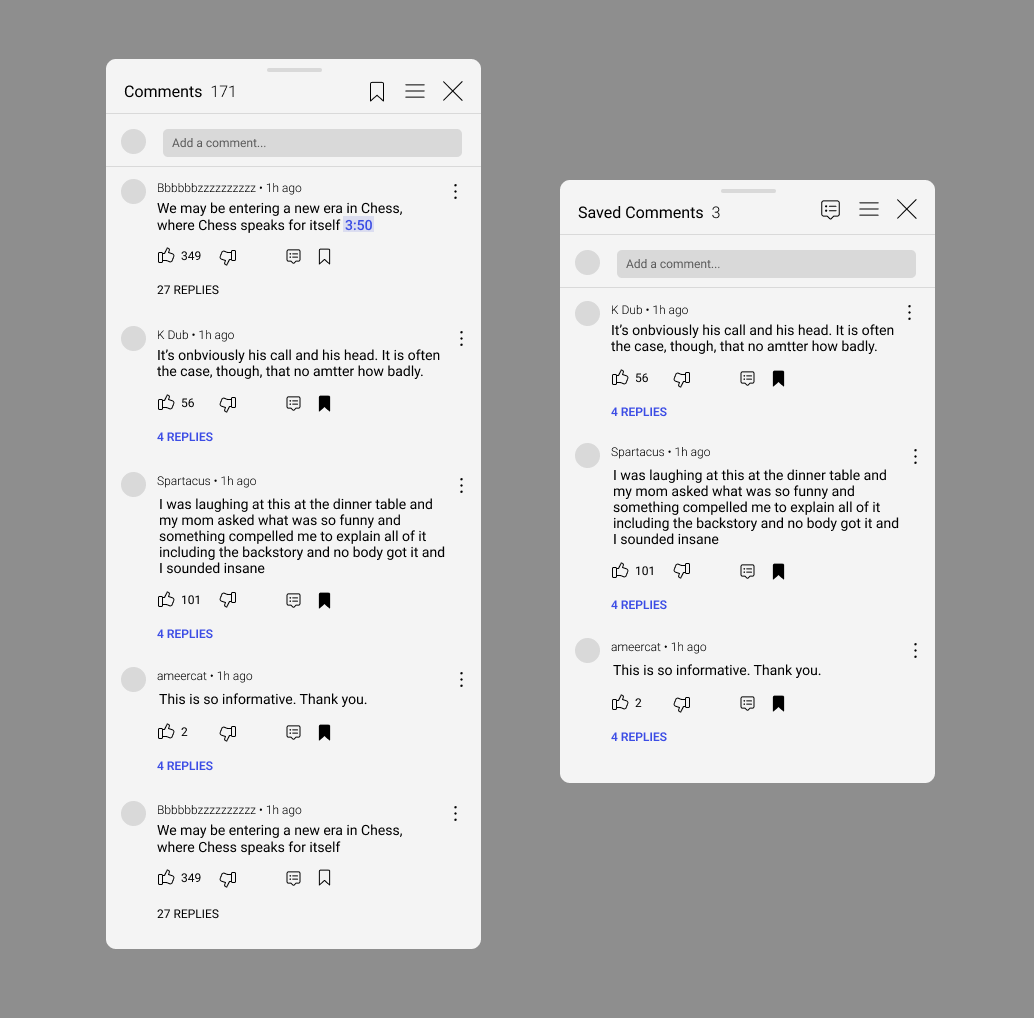 Comments 171
Add a comment...
Bbbbbbzzzzzzzzzz • 1h ago
We may be entering a new era in Chess,
where Chess speaks for itself 3:50
349
27 REPLIES
K Dub • 1h ago
It's onbviously his call and his head. It is often
the case, though, that no amtter how badly.
56
4 REPLIES
Spartacus • 1h ago
I was laughing at this at the dinner table and
my mom asked what was so funny and
something compelled me to explain all of it
including the backstory and no body got it and
I sounded insane
101
4 REPLIES
ameercat • 1h ago
This is so informative. Thank you.
2
4 REPLIES
Bbbbbbzzzzzzzzzz • 1h ago
We may be entering a new era in Chess,
where Chess speaks for itself
349
27 REPLIES
Saved Comments 3
Add a comment...
K Dub • 1h ago
It's onbviously his call and his head. It is often
the case, though, that no amtter how badly.
56
4 REPLIES
Spartacus • 1h ago
I was laughing at this at the dinner table and
my mom asked what was so funny and
something compelled me to explain all of it
including the backstory and no body got it and
I sounded insane
101
4 REPLIES
ameercat • 1h ago
This is so informative. Thank you.
2
4 REPLIES